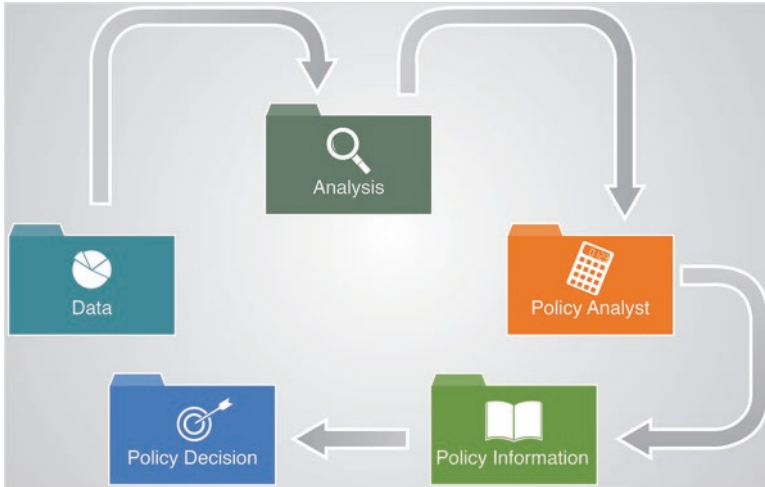 Analysis
Data
Policy Analyst
Policy Decision
Policy Information